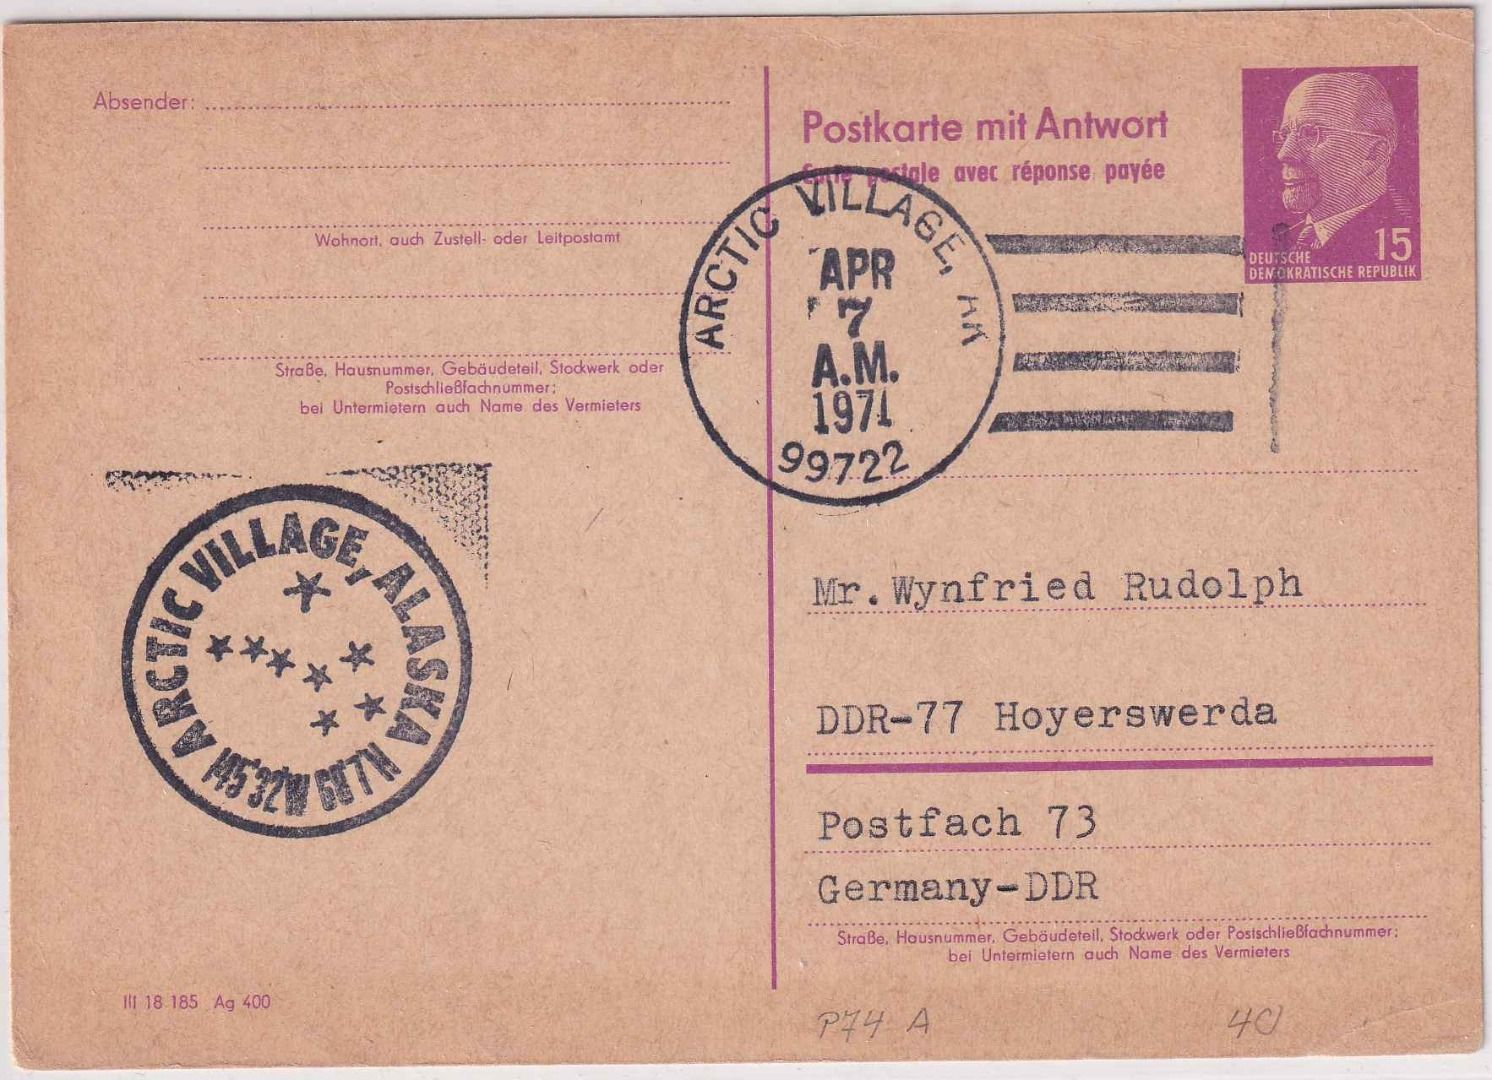 Absender:
Wohnort, auch Zustell- oder Leitpostamt
Straße, Hausnummer, Gebäudeteil, Stockwerk oder
Postschließfachnummer;
bei Untermietern auch Name des Vermieters
Postkarte mit Antwort
Carte postale avec réponse payée
15
DEUTSCHE
DEMOKRATISCHE REPUBLIK
ARCTIC VILLAGE, AK
APR
7
A.M.
1971
99722
ARCTIC VILLAGE, ALASKA
145°32'W 68°7'N
Mr. Wynfried Rudolph
DDR-77 Hoyerswerda
Postfach 73
Germany-DDR
Straße, Hausnummer, Gebäudeteil, Stockwerk oder Postschließfachnummer;
bei Untermietern auch Name des Vermieters
III 18 185 Ag 400
P74 A